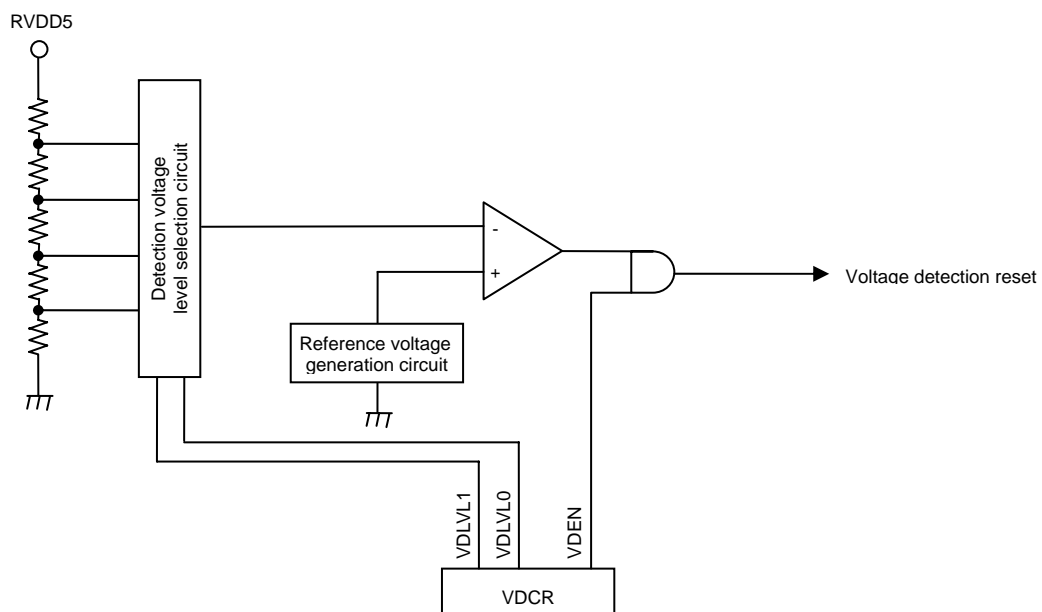 RVDD5
Detection voltage
level selection circuit
-
+
Voltage detection reset
Reference voltage
generation circuit
VDLVL1
VDLVL0
VDEN
VDCR